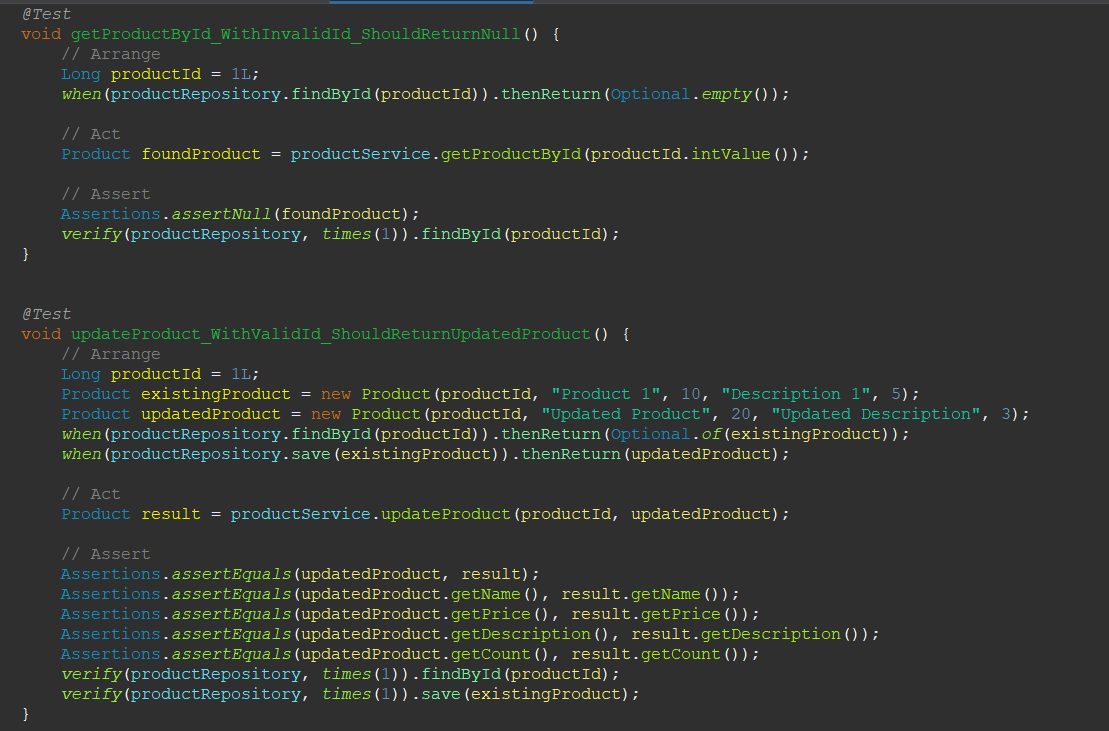 @Test
void getProductById_WithInvalidId_ShouldReturnNull() {
    // Arrange
    Long productId = 1L;
    when(productRepository.findById(productId)).thenReturn(Optional.empty());

    // Act
    Product foundProduct = productService.getProductById(productId.intValue());

    // Assert
    Assertions.assertNull(foundProduct);
    verify(productRepository, times(1)).findById(productId);
}


@Test
void updateProduct_WithValidId_ShouldReturnUpdatedProduct() {
    // Arrange
    Long productId = 1L;
    Product existingProduct = new Product(productId, "Product 1", 10, "Description 1", 5);
    Product updatedProduct = new Product(productId, "Updated Product", 20, "Updated Description", 3);
    when(productRepository.findById(productId)).thenReturn(Optional.of(existingProduct));
    when(productRepository.save(existingProduct)).thenReturn(updatedProduct);

    // Act
    Product result = productService.updateProduct(productId, updatedProduct);

    // Assert
    Assertions.assertEquals(updatedProduct, result);
    Assertions.assertEquals(updatedProduct.getName(), result.getName());
    Assertions.assertEquals(updatedProduct.getPrice(), result.getPrice());
    Assertions.assertEquals(updatedProduct.getDescription(), result.getDescription());
    Assertions.assertEquals(updatedProduct.getCount(), result.getCount());
    verify(productRepository, times(1)).findById(productId);
    verify(productRepository, times(1)).save(existingProduct);
}